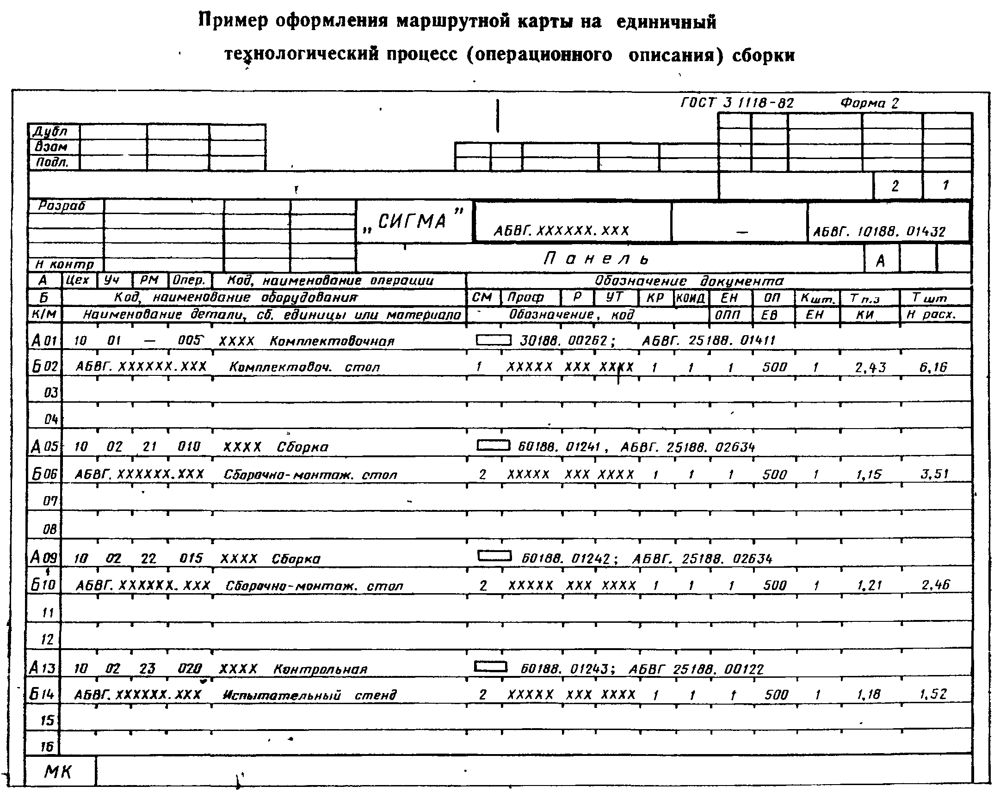 Пример оформления маршрутной карты на единичный
технологический процесс (операционного описания) сборки
ГОСТ 3 1118-82 Форма 2
Дубл
Взам
Подл.
2 1
Разраб
„СИГМА” АБВГ. XXXXXX. XXX — АБВГ. 10188. 01432
Панель А
Н контр
А Цех Уч РМ Опер. Код, наименование операции Обозначение документа
Б Код, наименование оборудования СМ Проф Р УТ КР КОИД ЕН ОП К шт. Т п.з Т шт
К/М Наименование детали, сб. единицы или материала Обозначение, код ОПП ЕВ ЕН КИ Н расх.
А 01 10 01 — 005 XXXX Комплектовочная 30188. 00262; АБВГ. 25188. 01411
Б 02 АБВГ. XXXXXX. XXX Комплектовоч. стол 1 XXXXX XXX XXXX 1 1 1 500 1 2,43 6,16
03
04
А 05 10 02 21 010 XXXX Сборка 60188. 01241, АБВГ. 25188. 02634
Б 06 АБВГ. XXXXXX. XXX Сборочно-монтаж. стол 2 XXXXX XXX XXXX 1 1 1 500 1 1,15 3,51
07
08
А 09 10 02 22 015 XXXX Сборка 60188. 01242; АБВГ. 25188. 02634
Б 10 АБВГ. XXXXXX. XXX Сборочно-монтаж. стол 2 XXXXX XXX XXXX 1 1 1 500 1 1.21 2,46
11
12
А 13 10 02 23 020 XXXX Контрольная 60188. 01243; АБВГ 25188. 00122
Б 14 АБВГ. XXXXXX. XXX Испытательный стенд 2 XXXXX XXX XXXX 1 1 1 500 1 1,18 1,52
15
16
МК